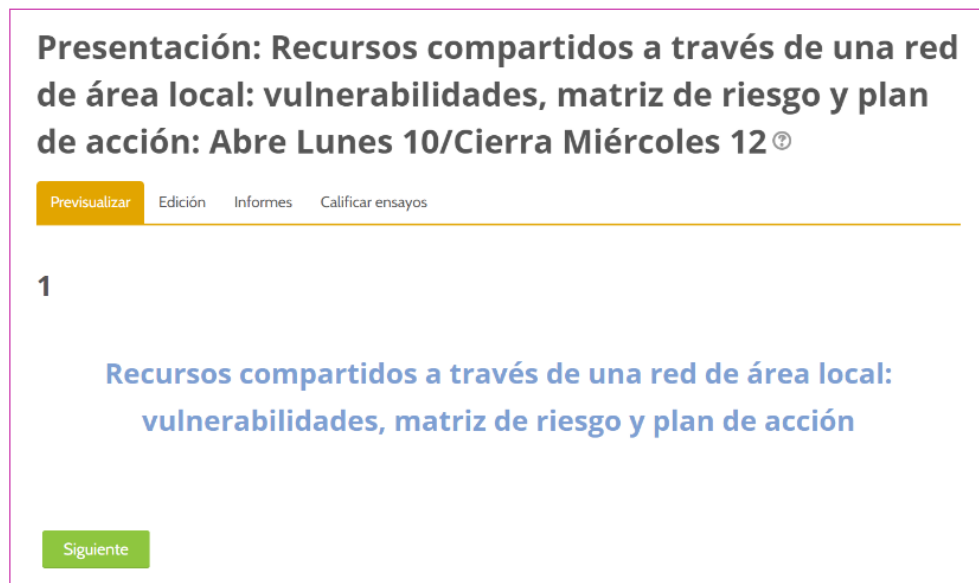 Presentación: Recursos compartidos a través de una red
de área local: vulnerabilidades, matriz de riesgo y plan
de acción: Abre Lunes 10/Cierra Miércoles 12 ?
Previsualizar Edición Informes Calificar ensayos
1
Recursos compartidos a través de una red de área local:
vulnerabilidades, matriz de riesgo y plan de acción
Siguiente